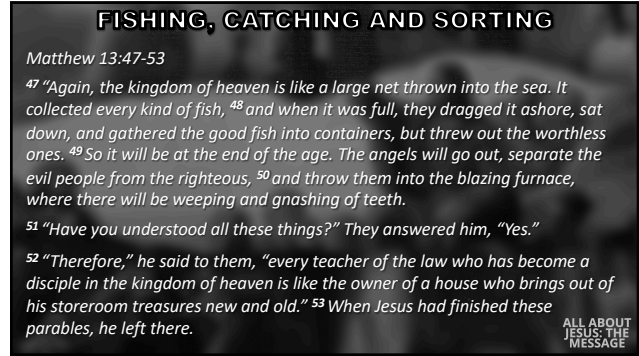 FISHING, CATCHING AND SORTING
Matthew 13:47-53
47 “Again, the kingdom of heaven is like a large net thrown into the sea. It
collected every kind of fish, 48 and when it was full, they dragged it ashore, sat
down, and gathered the good fish into containers, but threw out the worthless
ones. 49 So it will be at the end of the age. The angels will go out, separate the
evil people from the righteous, 50 and throw them into the blazing furnace,
where there will be weeping and gnashing of teeth.
51 “Have you understood all these things?” They answered him, “Yes.”
52 “Therefore,” he said to them, “every teacher of the law who has become a
disciple in the kingdom of heaven is like the owner of a house who brings out of
his storeroom treasures new and old.” 53 When Jesus had finished these
parables, he left there.
ALL ABOUT
JESUS: THE
MESSAGE